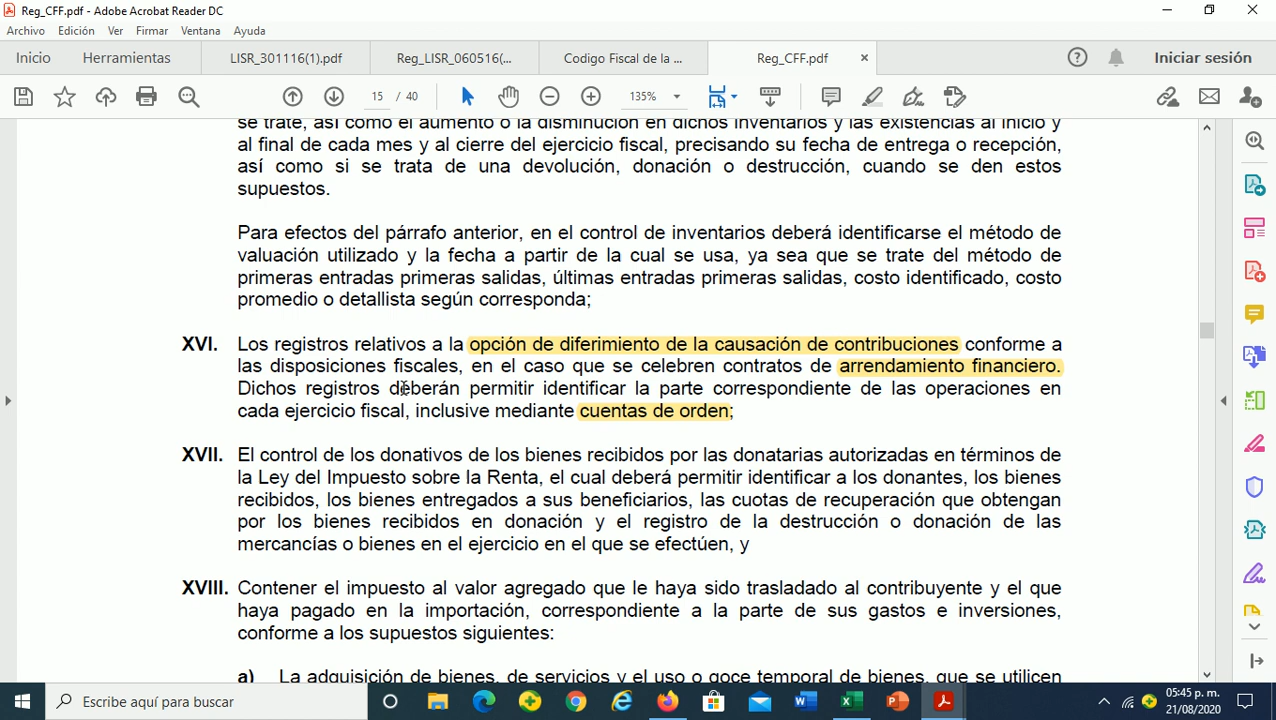 Reg_CFF.pdf - Adobe Acrobat Reader DC
Archivo Edición Ver Firmar Ventana Ayuda
Inicio Herramientas LISR_301116(1).pdf Reg_LISR_060516(... Codigo Fiscal de la ... Reg_CFF.pdf Iniciar sesión
15 / 40 135%
se trate, así como el aumento o la disminución en dichos inventarios y las existencias al inicio y
al final de cada mes y al cierre del ejercicio fiscal, precisando su fecha de entrega o recepción,
así como si se trata de una devolución, donación o destrucción, cuando se den estos
supuestos.
Para efectos del párrafo anterior, en el control de inventarios deberá identificarse el método de
valuación utilizado y la fecha a partir de la cual se usa, ya sea que se trate del método de
primeras entradas primeras salidas, últimas entradas primeras salidas, costo identificado, costo
promedio o detallista según corresponda;
XVI. Los registros relativos a la opción de diferimiento de la causación de contribuciones conforme a
las disposiciones fiscales, en el caso que se celebren contratos de arrendamiento financiero.
Dichos registros deberán permitir identificar la parte correspondiente de las operaciones en
cada ejercicio fiscal, inclusive mediante cuentas de orden;
XVII. El control de los donativos de los bienes recibidos por las donatarias autorizadas en términos de
la Ley del Impuesto sobre la Renta, el cual deberá permitir identificar a los donantes, los bienes
recibidos, los bienes entregados a sus beneficiarios, las cuotas de recuperación que obtengan
por los bienes recibidos en donación y el registro de la destrucción o donación de las
mercancías o bienes en el ejercicio en el que se efectúen, y
XVIII. Contener el impuesto al valor agregado que le haya sido trasladado al contribuyente y el que
haya pagado en la importación, correspondiente a la parte de sus gastos e inversiones,
conforme a los supuestos siguientes:
a) La adquisición de bienes, de servicios y el uso o goce temporal de bienes, que se utilicen
Escribe aquí para buscar
05:45 p. m.
21/08/2020